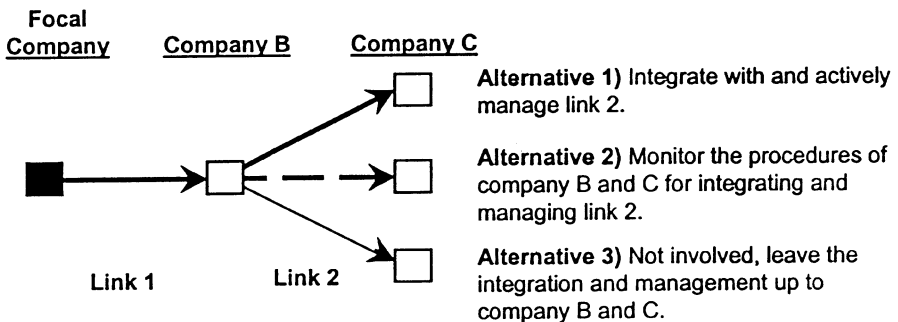 Focal
Company
Company B
Company C
Alternative 1) Integrate with and actively
manage link 2.
Alternative 2) Monitor the procedures of
company B and C for integrating and
managing link 2.
Alternative 3) Not involved, leave the
integration and management up to
company B and C.
Link 1
Link 2